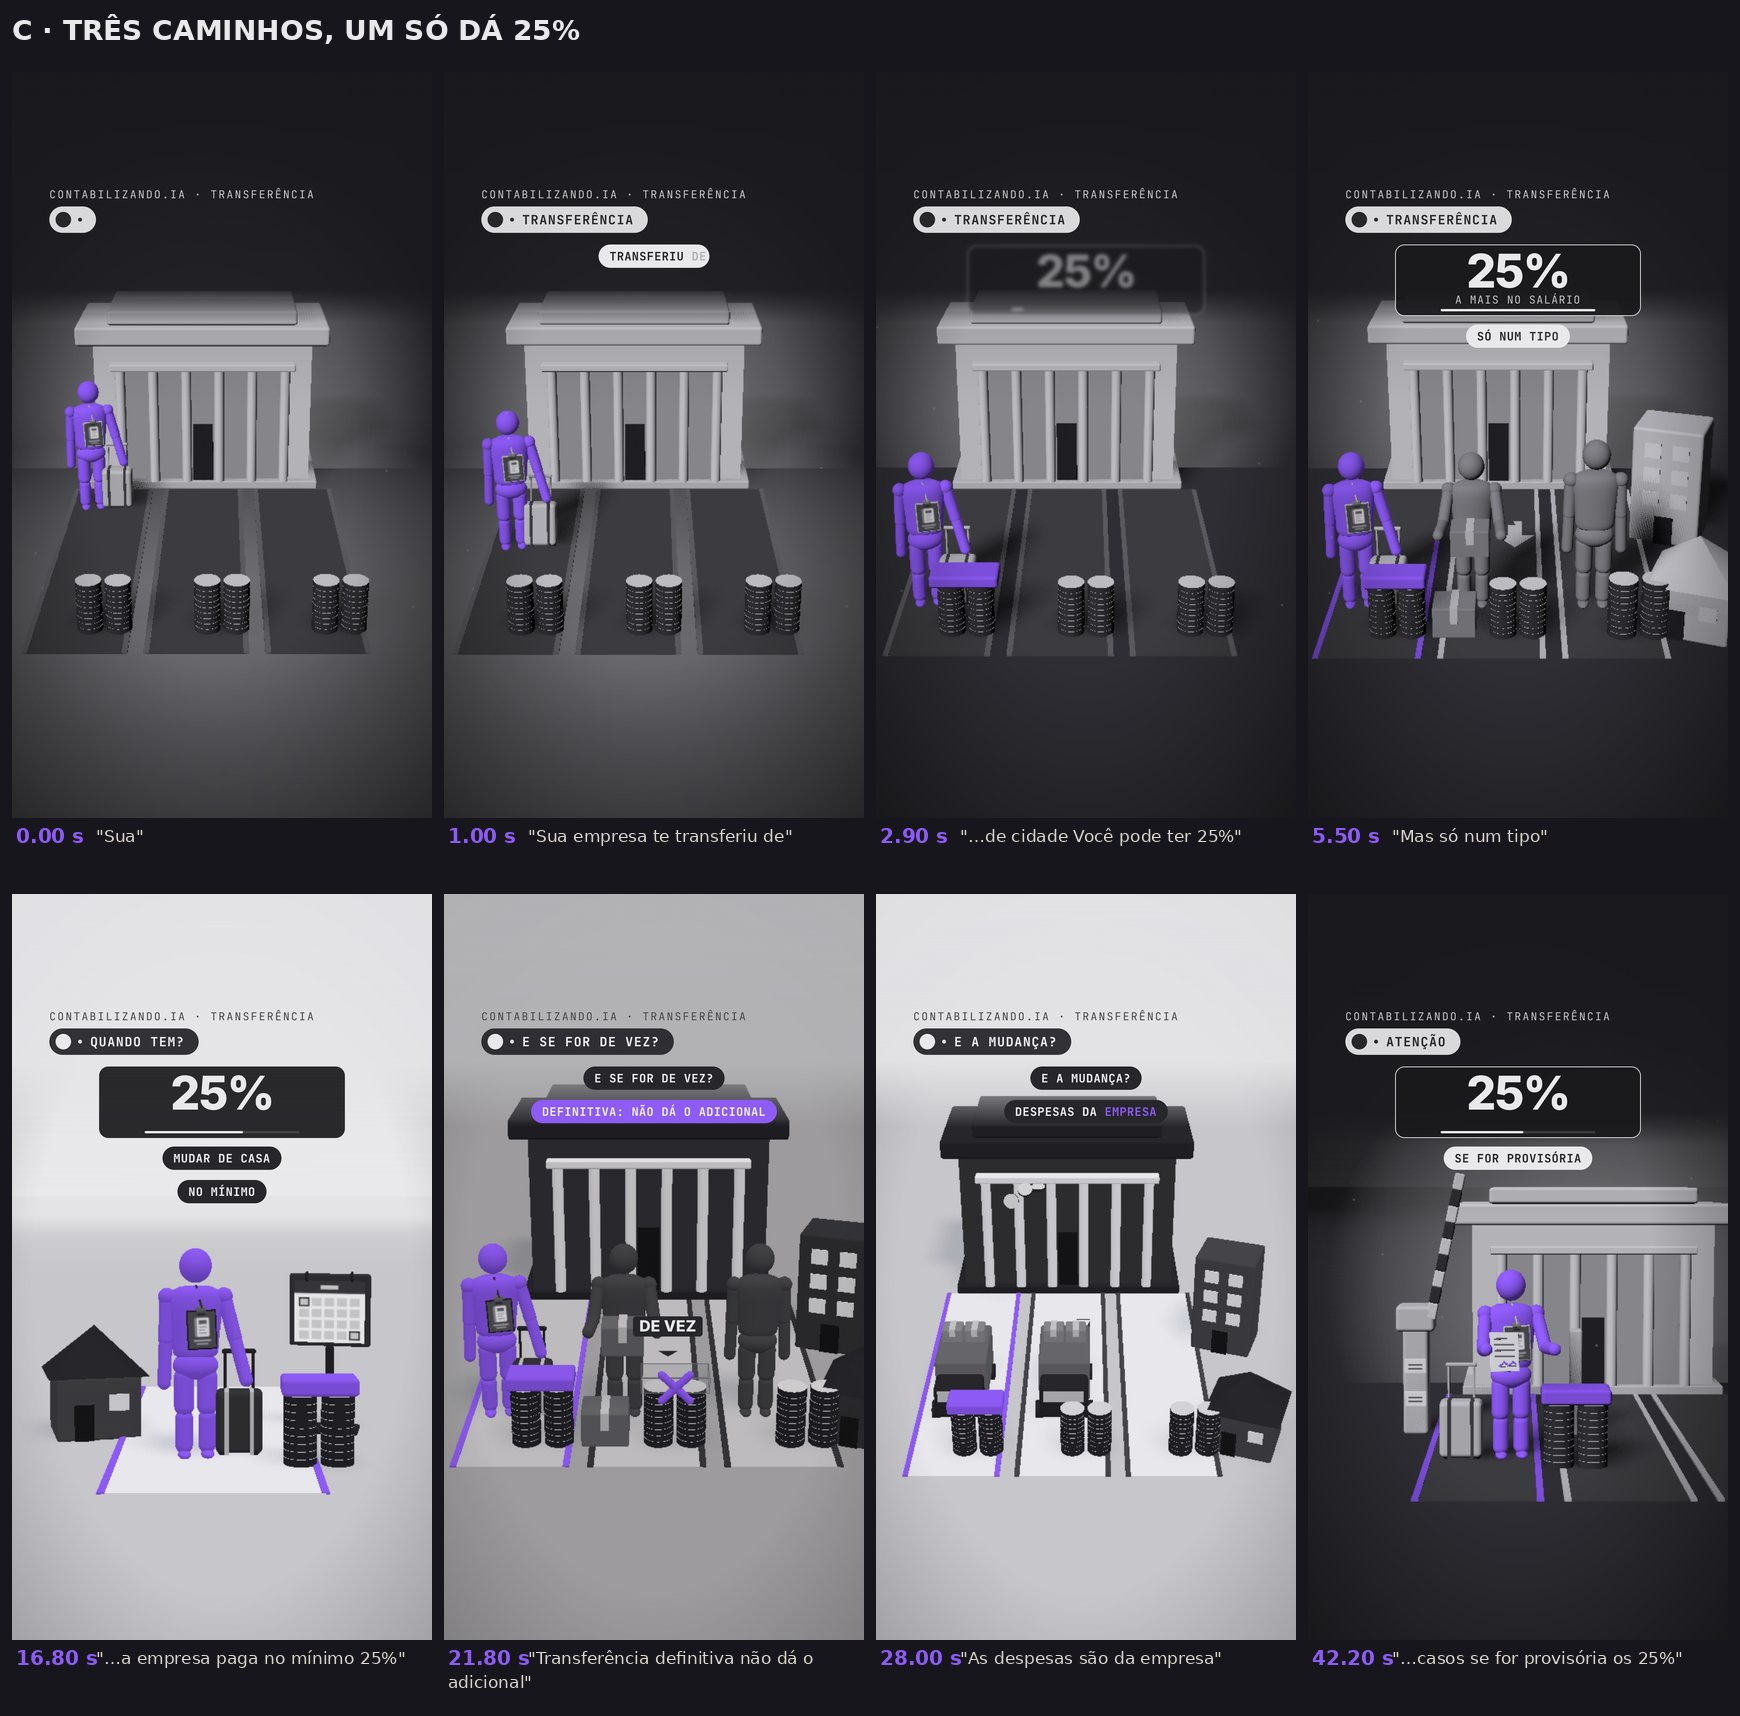 C · TRÊS CAMINHOS, UM SÓ DÁ 25%
CONTABILIZANDO.IA · TRANSFERÊNCIA
•
0.00 s "Sua"
CONTABILIZANDO.IA · TRANSFERÊNCIA
• TRANSFERÊNCIA
TRANSFERIU DE
1.00 s "Sua empresa te transferiu de"
CONTABILIZANDO.IA · TRANSFERÊNCIA
• TRANSFERÊNCIA
25%
2.90 s "...de cidade Você pode ter 25%"
CONTABILIZANDO.IA · TRANSFERÊNCIA
• TRANSFERÊNCIA
25%
A MAIS NO SALÁRIO
SÓ NUM TIPO
5.50 s "Mas só num tipo"
CONTABILIZANDO.IA · TRANSFERÊNCIA
• QUANDO TEM?
25%
MUDAR DE CASA
NO MÍNIMO
16.80 s "...a empresa paga no mínimo 25%"
CONTABILIZANDO.IA · TRANSFERÊNCIA
• E SE FOR DE VEZ?
E SE FOR DE VEZ?
DEFINITIVA: NÃO DÁ O ADICIONAL
DE VEZ
21.80 s "Transferência definitiva não dá o
adicional"
CONTABILIZANDO.IA · TRANSFERÊNCIA
• E A MUDANÇA?
E A MUDANÇA?
DESPESAS DA EMPRESA
28.00 s "As despesas são da empresa"
CONTABILIZANDO.IA · TRANSFERÊNCIA
• ATENÇÃO
25%
SE FOR PROVISÓRIA
42.20 s "...casos se for provisória os 25%"